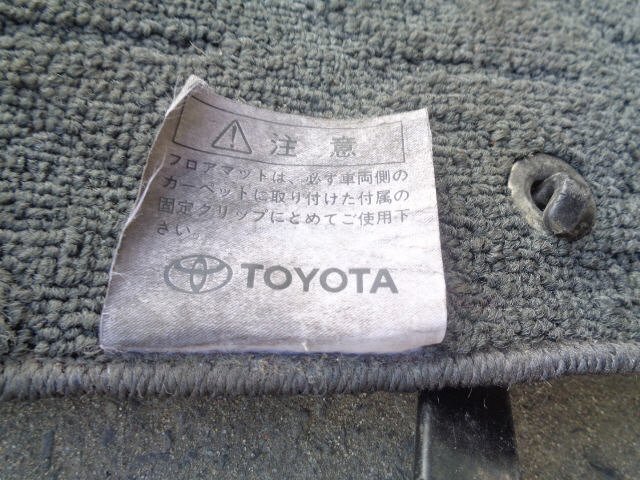 注意
フロアマットは、必ず車両側の
カーペットに取り付けた付属の
固定クリップにとめてご使用下
さい。
TOYOTA